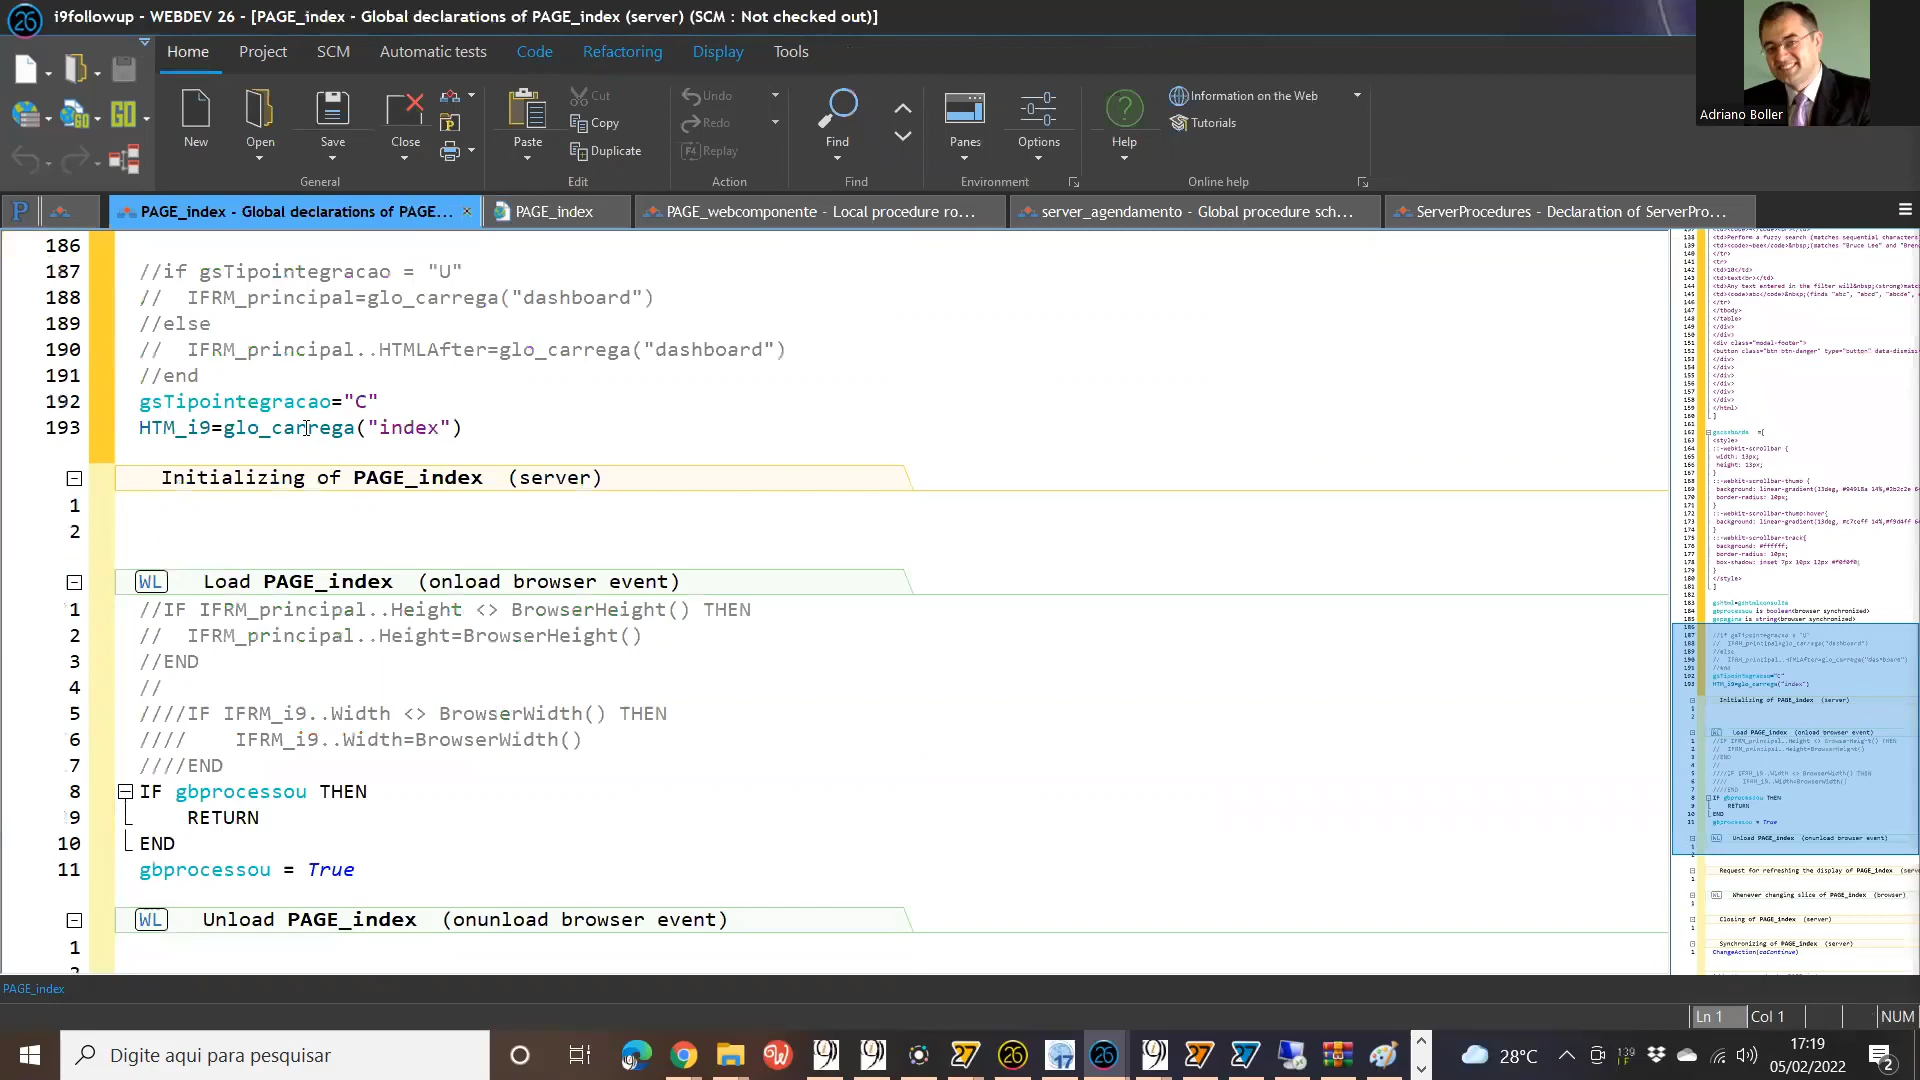 i9followup - WEBDEV 26 - [PAGE_index - Global declarations of PAGE_index (server) (SCM : Not checked out)]
Adriano Boller
Home Project SCM Automatic tests Code Refactoring Display Tools
GO
New Open Save Close
General
Paste
Cut
Copy
Duplicate
Edit
Undo
Redo
F4 Replay
Action
Find
Find
Panes Options
Environment
Help
Information on the Web
Tutorials
Online help
PAGE_index - Global declarations of PAGE...
PAGE_index
PAGE_webcomponente - Local procedure ro...
server_agendamento - Global procedure sch...
ServerProcedures - Declaration of ServerPro...
186
187 //if gsTipointegracao = "U"
188 // IFRM_principal=glo_carrega("dashboard")
189 //else
190 // IFRM_principal..HTMLAfter=glo_carrega("dashboard")
191 //end
192 gsTipointegracao="C"
193 HTM_i9=glo_carrega("index")
Initializing of PAGE_index (server)
1
2
WL Load PAGE_index (onload browser event)
1 //IF IFRM_principal..Height <> BrowserHeight() THEN
2 // IFRM_principal..Height=BrowserHeight()
3 //END
4 //
5 ////IF IFRM_i9..Width <> BrowserWidth() THEN
6 //// IFRM_i9..Width=BrowserWidth()
7 ////END
8 IF gbprocessou THEN
9 RETURN
10 END
11 gbprocessou = True
WL Unload PAGE_index (onunload browser event)
1
PAGE_index
Ln 1 Col 1 NUM
Digite aqui para pesquisar
28°C
17:19
05/02/2022
2